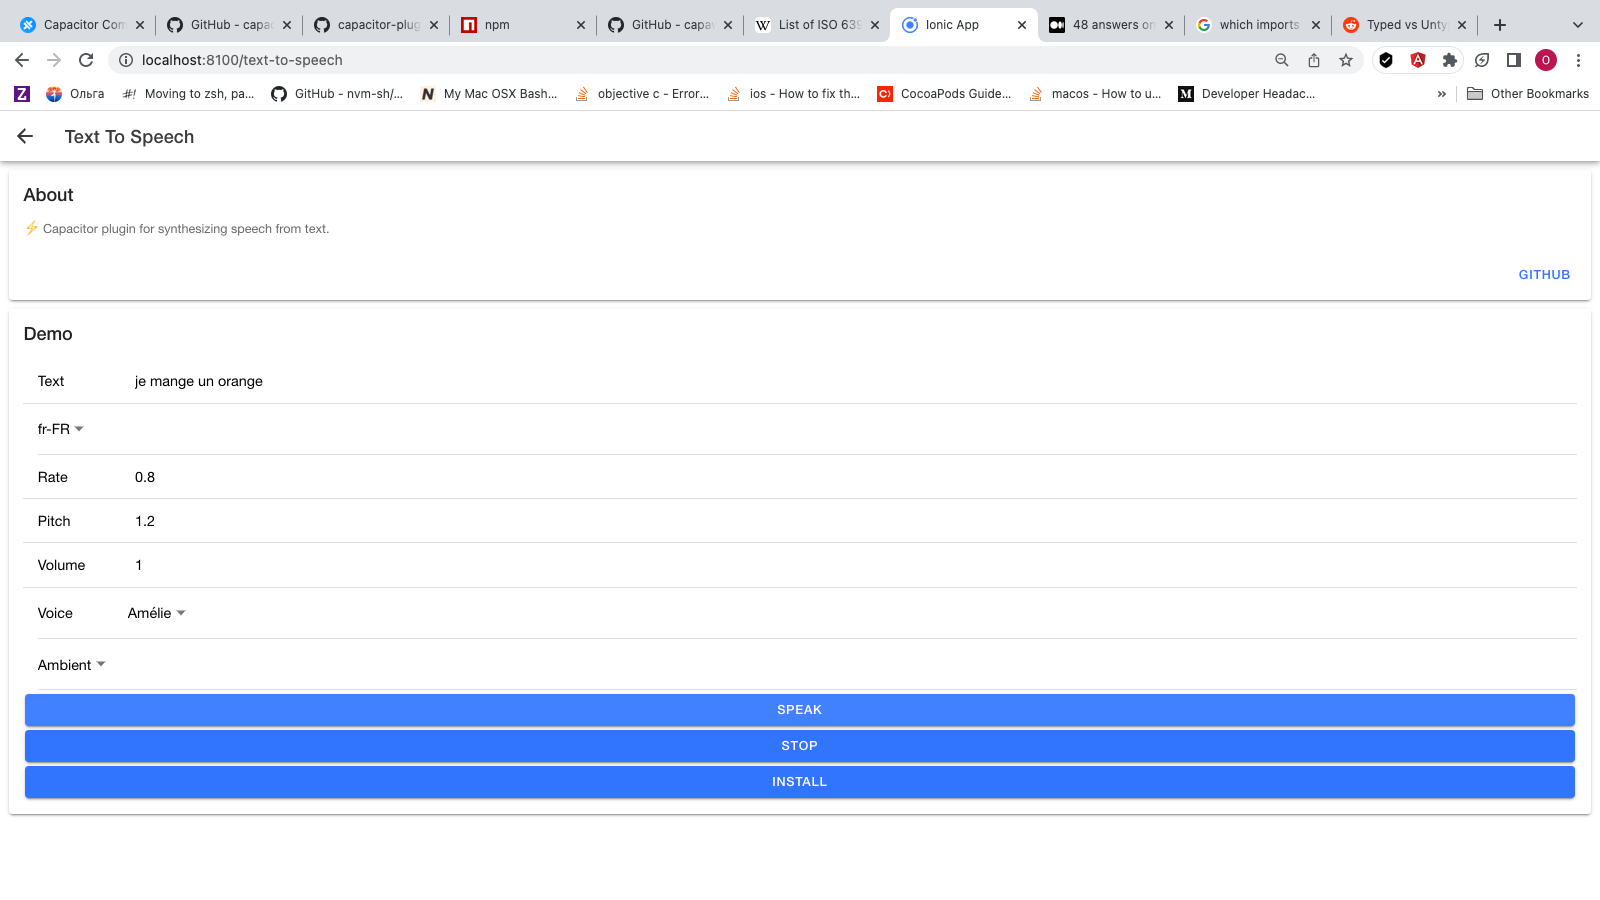 Capacitor Com
GitHub - capac
capacitor-plug
npm
GitHub - capaw
List of ISO 639
Ionic App
48 answers on
which imports
Typed vs Unty
localhost:8100/text-to-speech
O
Ольга
#! Moving to zsh, pa...
GitHub - nvm-sh/...
My Mac OSX Bash...
objective c - Error...
ios - How to fix th...
CocoaPods Guide...
macos - How to u...
Developer Headac...
»
Other Bookmarks
Text To Speech
About
⚡ Capacitor plugin for synthesizing speech from text.
GITHUB
Demo
Text je mange un orange
fr-FR
Rate 0.8
Pitch 1.2
Volume 1
Voice Amélie
Ambient
SPEAK
STOP
INSTALL